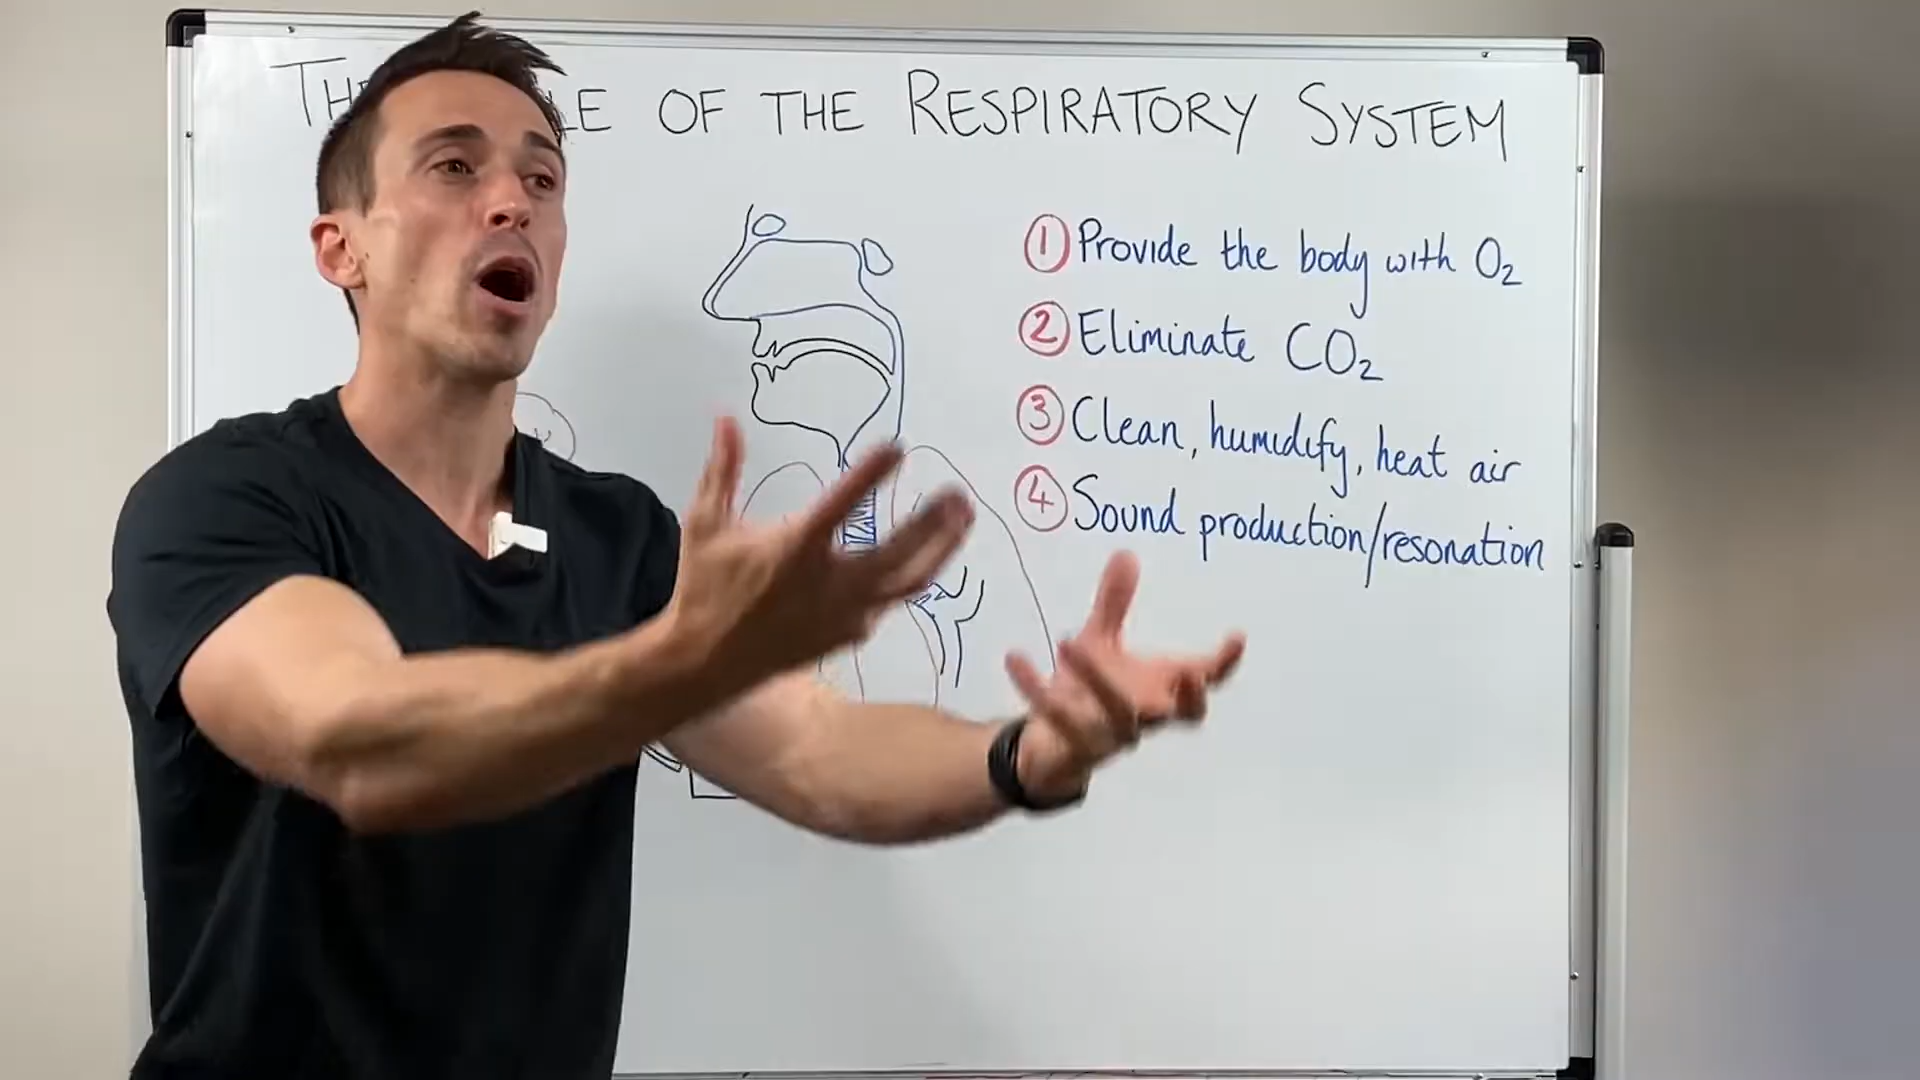 LE OF THE RESPIRATORY SYSTEM
① Provide the body with O₂
② Eliminate CO₂
③ Clean, humidify, heat air
④ Sound production/resonation